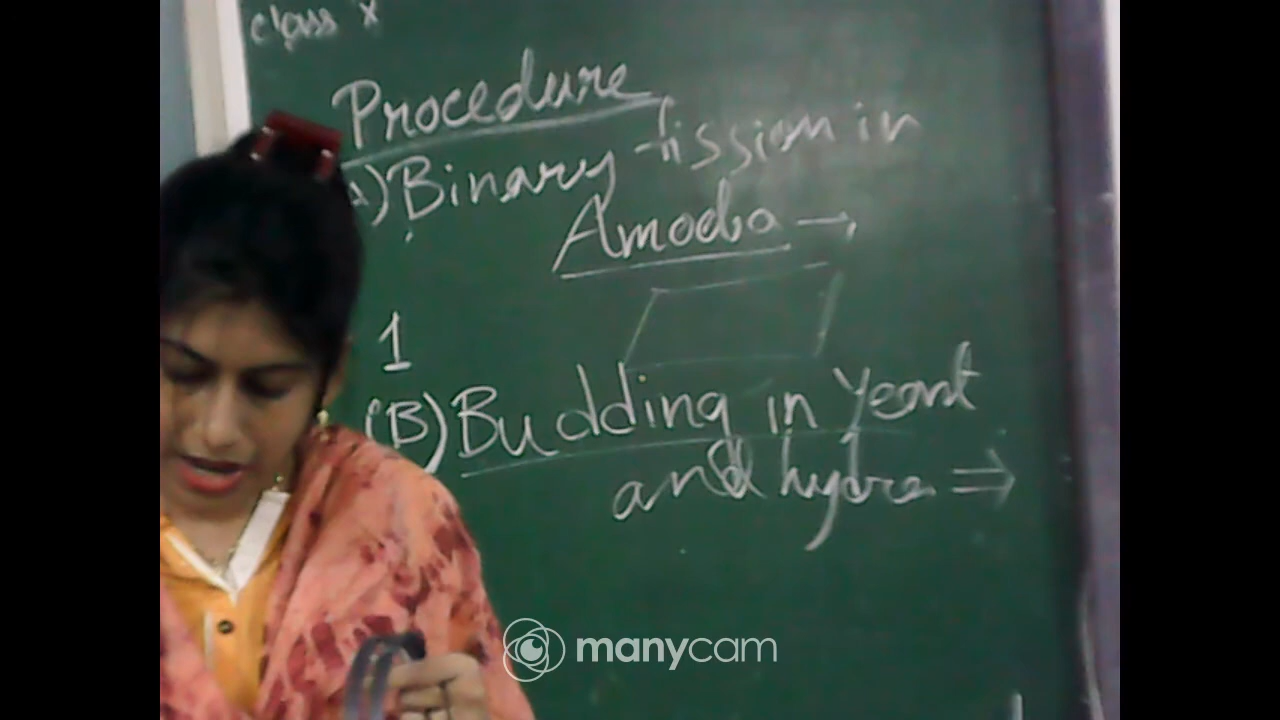 class X
Procedure
A) Binary fission in
Amoeba →
1
(B) Budding in Yeast
and hydra ⇒
manycam